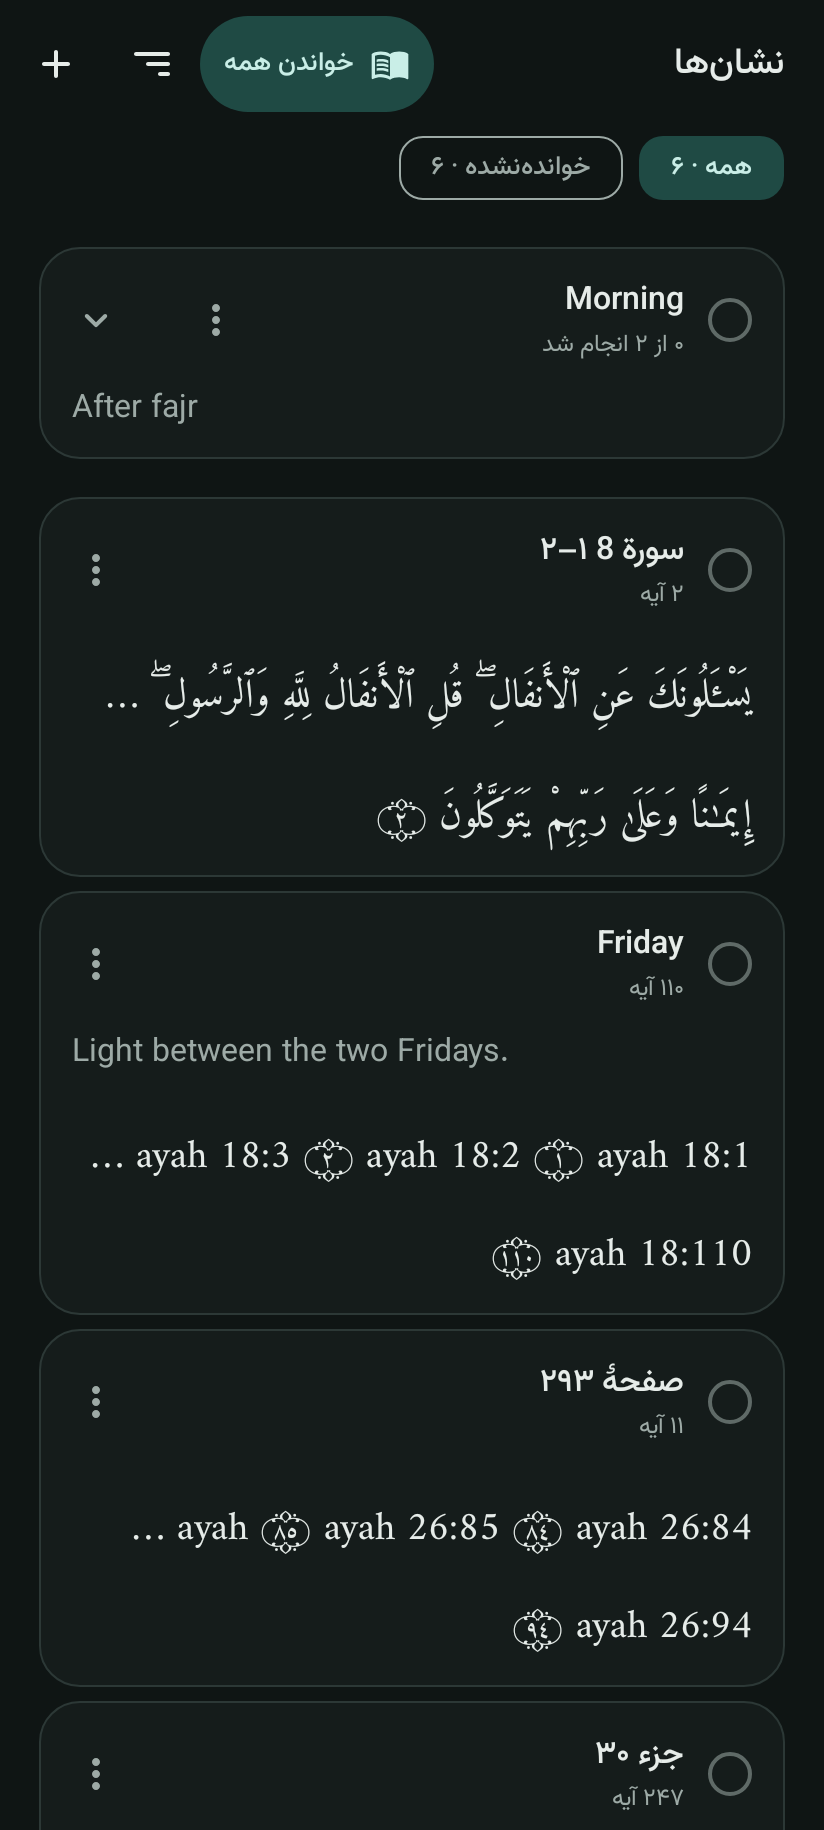 نشان‌ها
خواندن همه
همه · ۶
خوانده‌نشده · ۶
Morning
۰ از ۲ انجام شد
After fajr
سورة 8 ۱–۲
۲ آیه
يَسْـَٔلُونَكَ عَنِ ٱلْأَنفَالِ ۖ قُلِ ٱلْأَنفَالُ لِلَّهِ وَٱلرَّسُولِ ۖ …
إِيمَـٰنًا وَعَلَىٰ رَبِّهِمْ يَتَوَكَّلُونَ ٢
Friday
۱۱۰ آیه
Light between the two Fridays.
ayah 18:1 ١ ayah 18:2 ٢ ayah 18:3 …
ayah 18:110 ١١٠
صفحهٔ ۲۹۳
۱۱ آیه
ayah 26:84 ٨٤ ayah 26:85 ٨٥ ayah …
ayah 26:94 ٩٤
جزء ۳۰
۲۴۷ آیه